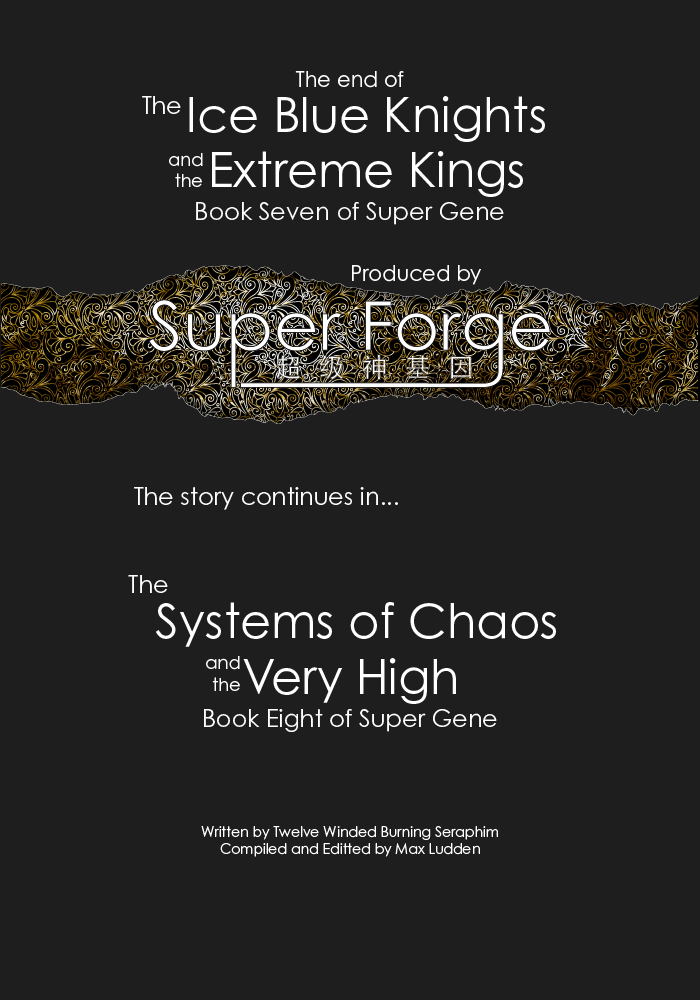 The end of
The Ice Blue Knights
and the Extreme Kings
Book Seven of Super Gene
Produced by
Super Forge
超级神基因
The story continues in...
The
Systems of Chaos
and the Very High
Book Eight of Super Gene
Written by Twelve Winded Burning Seraphim
Compiled and Editted by Max Ludden